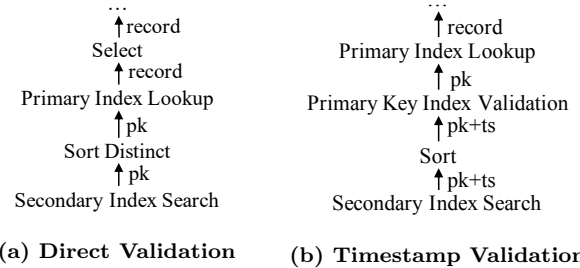 ...
record
Select
record
Primary Index Lookup
pk
Sort Distinct
pk
Secondary Index Search
(a) Direct Validation
...
record
Primary Index Lookup
pk
Primary Key Index Validation
pk+ts
Sort
pk+ts
Secondary Index Search
(b) Timestamp Validation